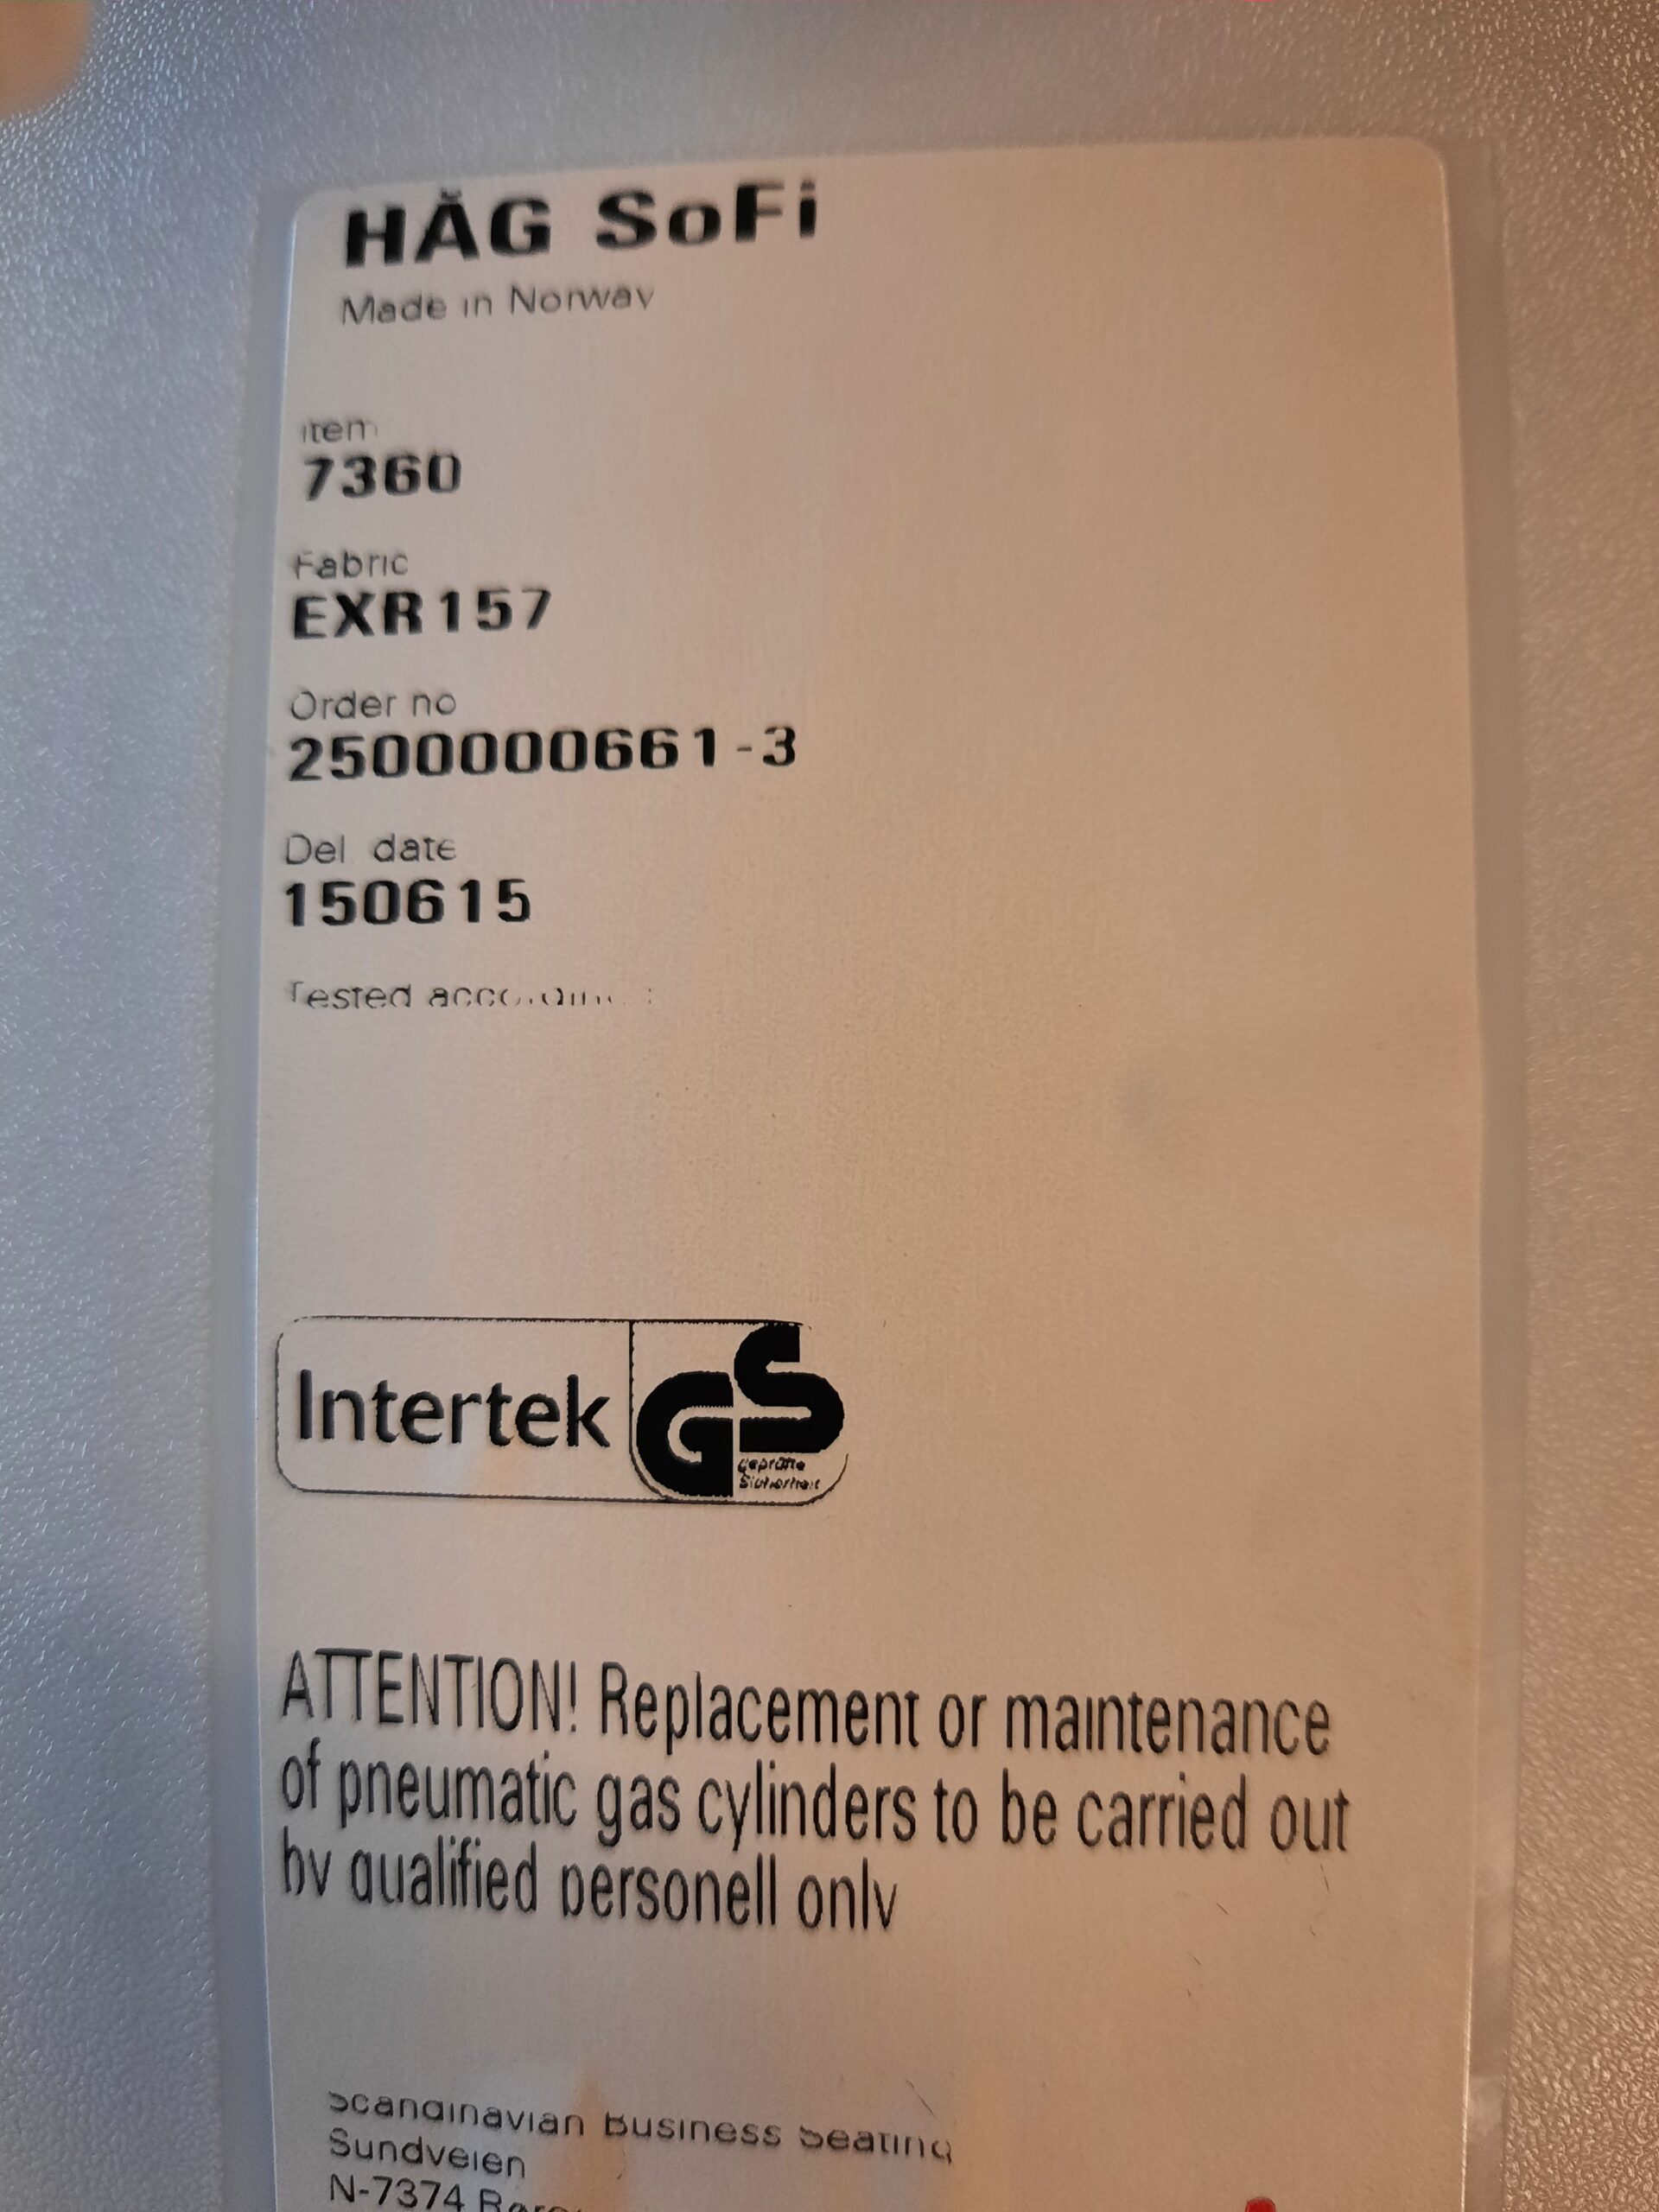 HÅG SoFi
Made in Norway
Item
7360
Fabric
EXR157
Order no
2500000661-3
Del. date
150615
Tested
Intertek
GS
geprüfte
Sicherheit
ATTENTION! Replacement or maintenance
of pneumatic gas cylinders to be carried out
by qualified personell only
Scandinavian Business Seating
Sundveien
N-7374